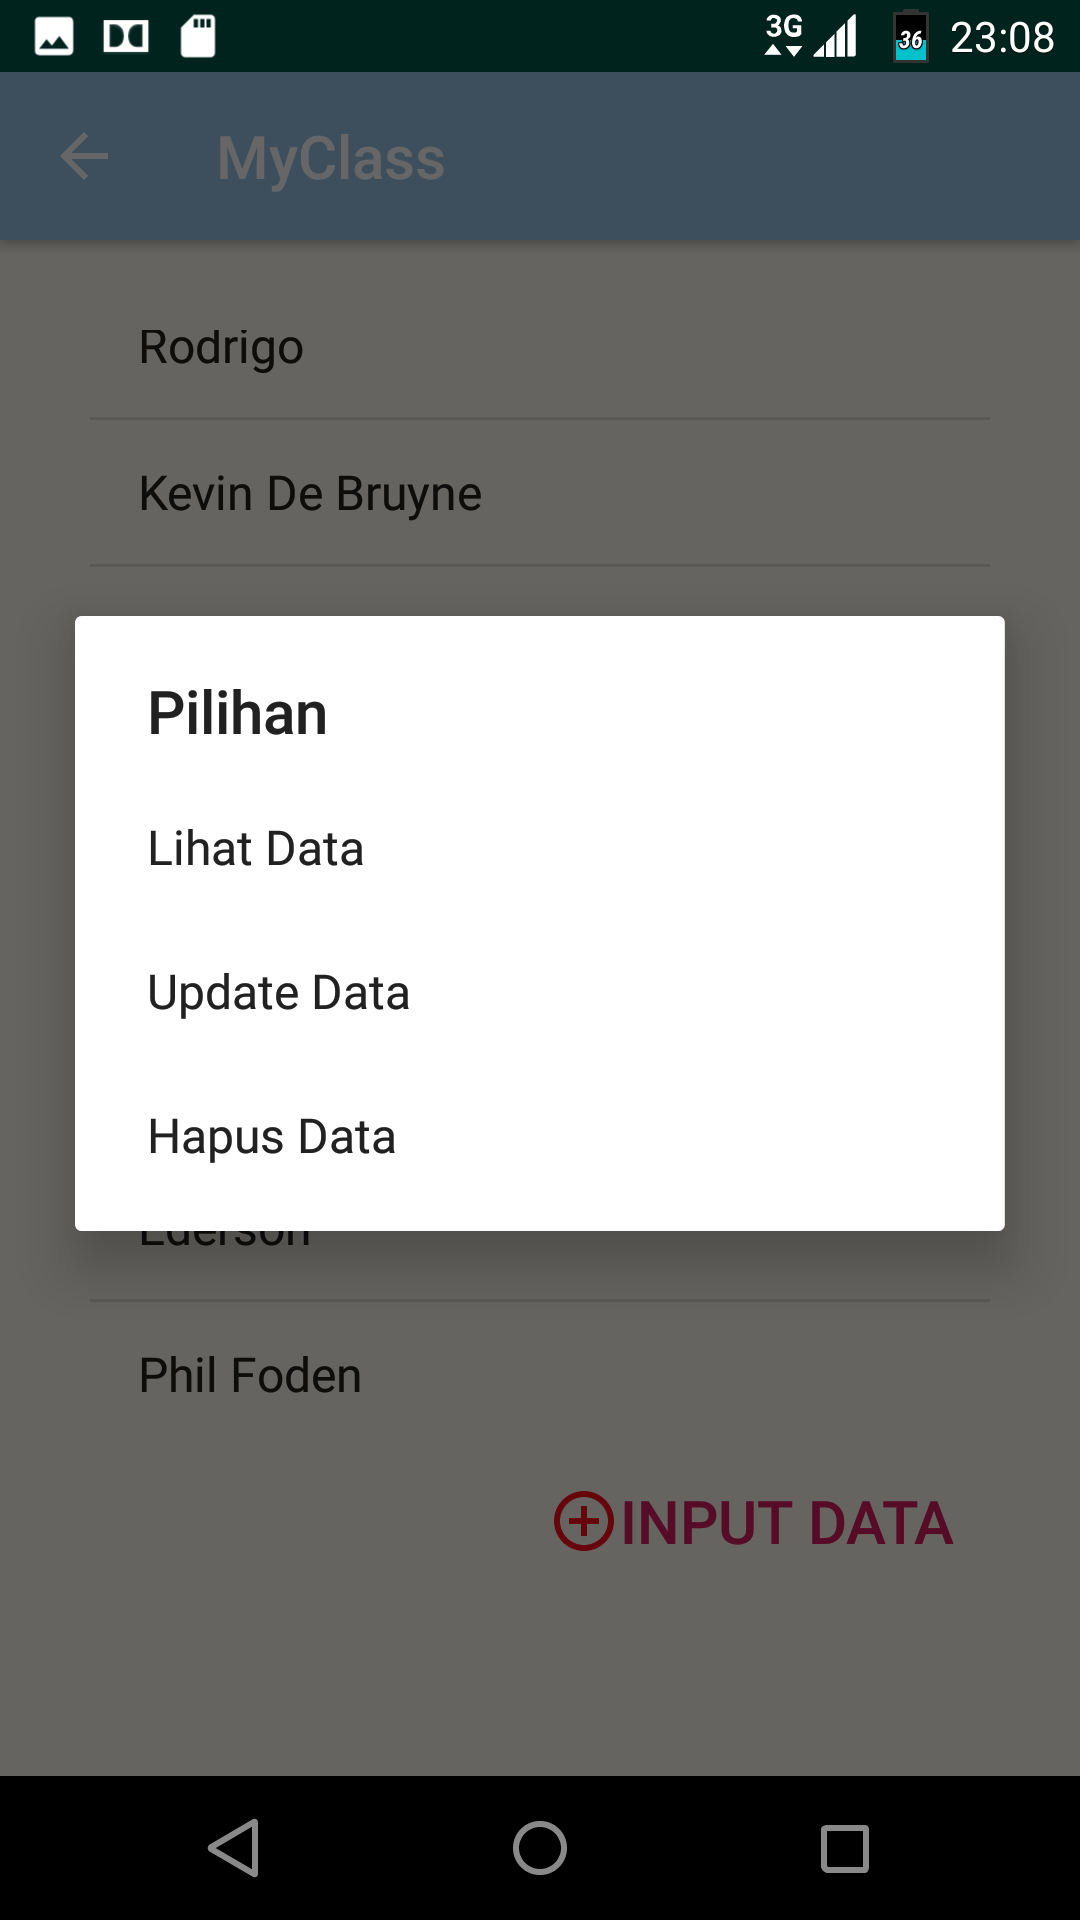 3G
36
23:08
MyClass
Rodrigo
Kevin De Bruyne
Pilihan
Lihat Data
Update Data
Hapus Data
Ederson
Phil Foden
INPUT DATA